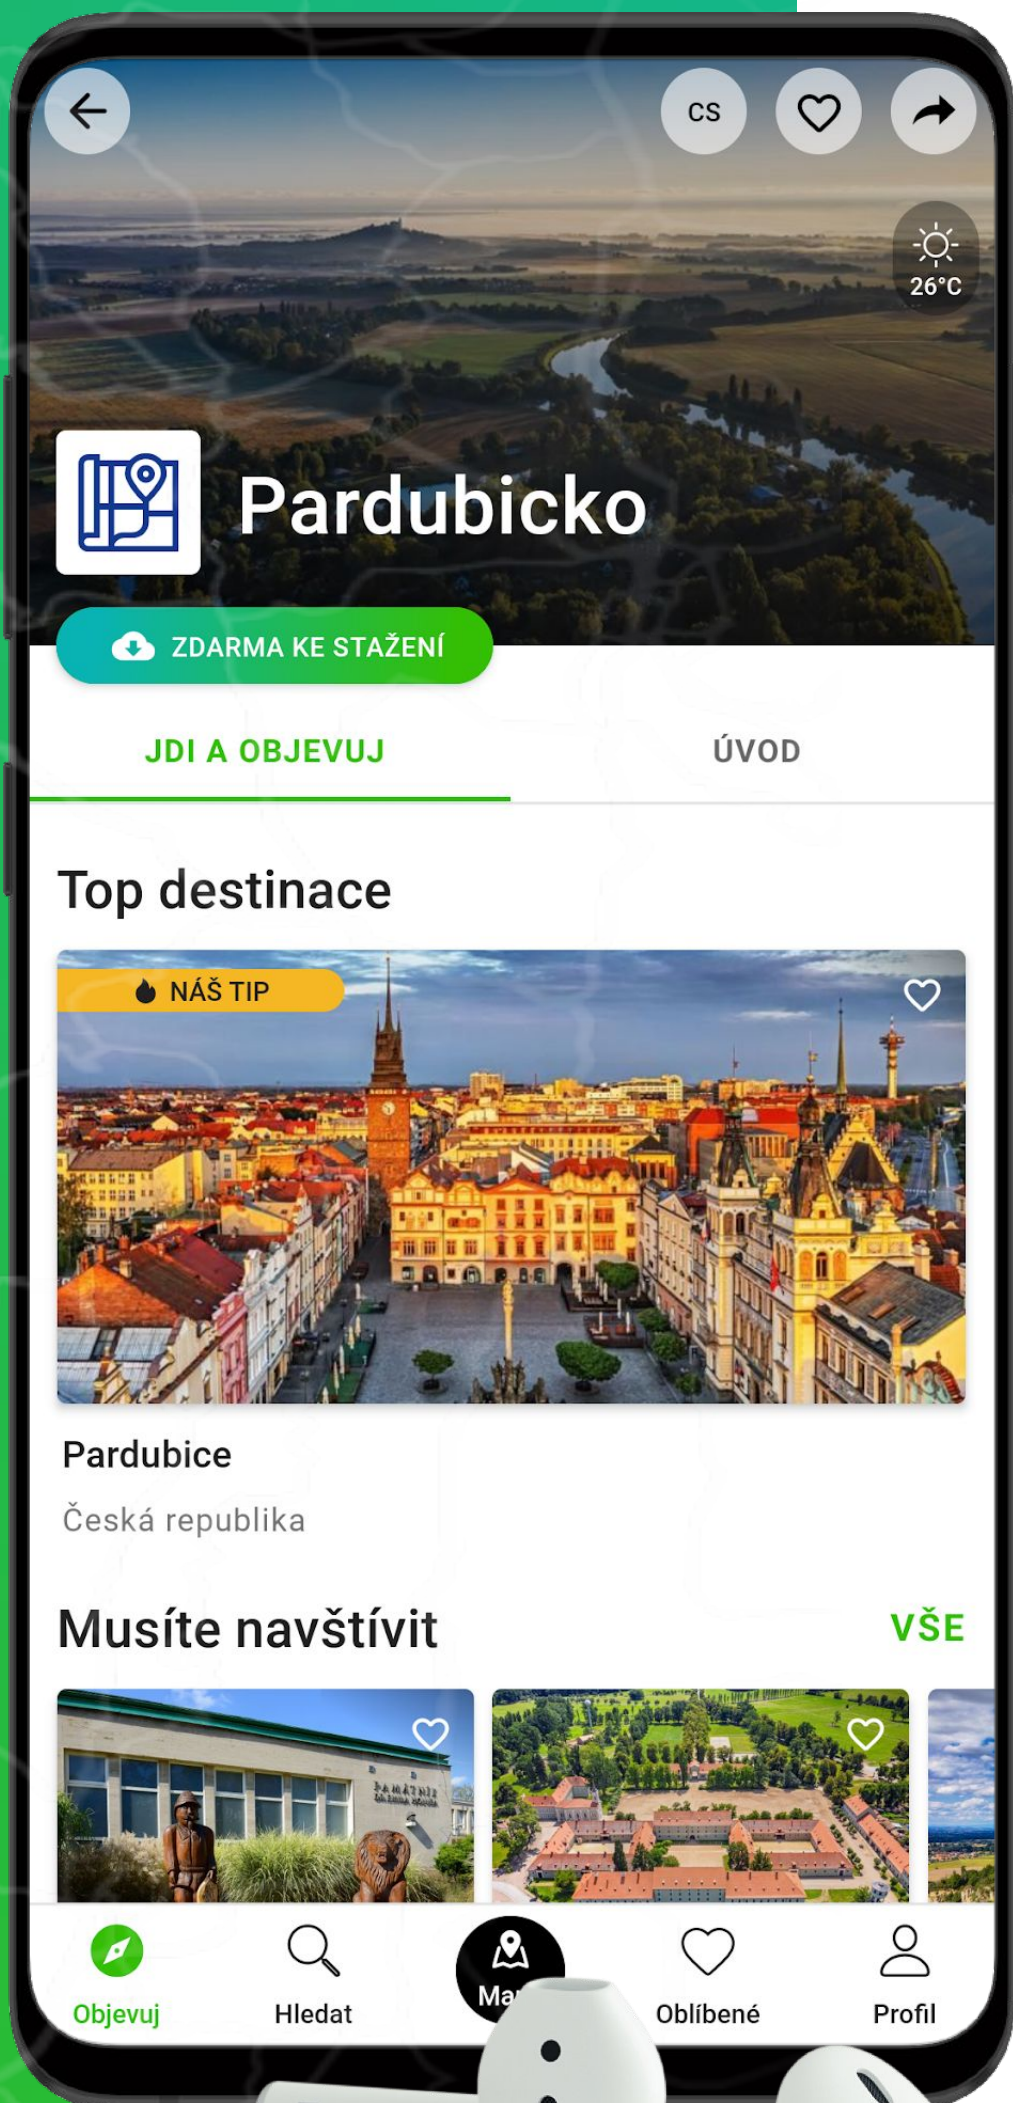 CS
26°C
Pardubicko
ZDARMA KE STAŽENÍ
JDI A OBJEVUJ
ÚVOD
Top destinace
NÁŠ TIP
Pardubice
Česká republika
Musíte navštívit
VŠE
PAMÁTNÍK
Objevuj
Hledat
Oblíbené
Profil